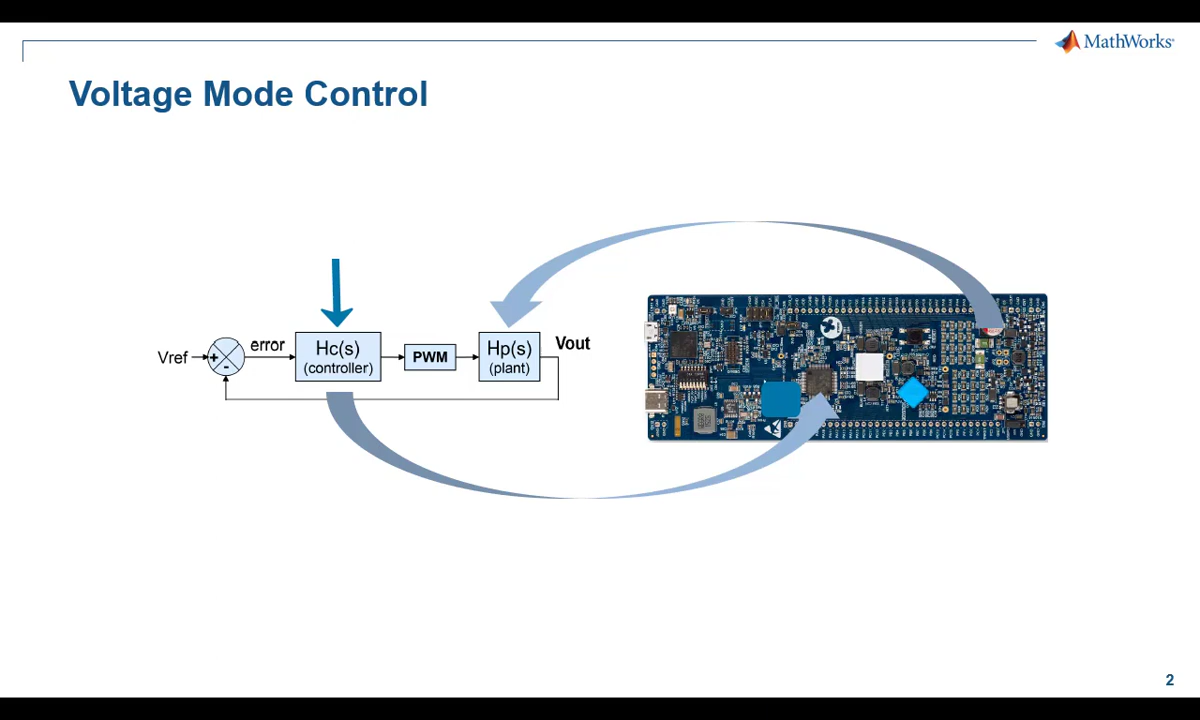 MathWorks®
Voltage Mode Control
Vref
+
-
error
Hc(s)
(controller)
PWM
Hp(s)
(plant)
Vout
2